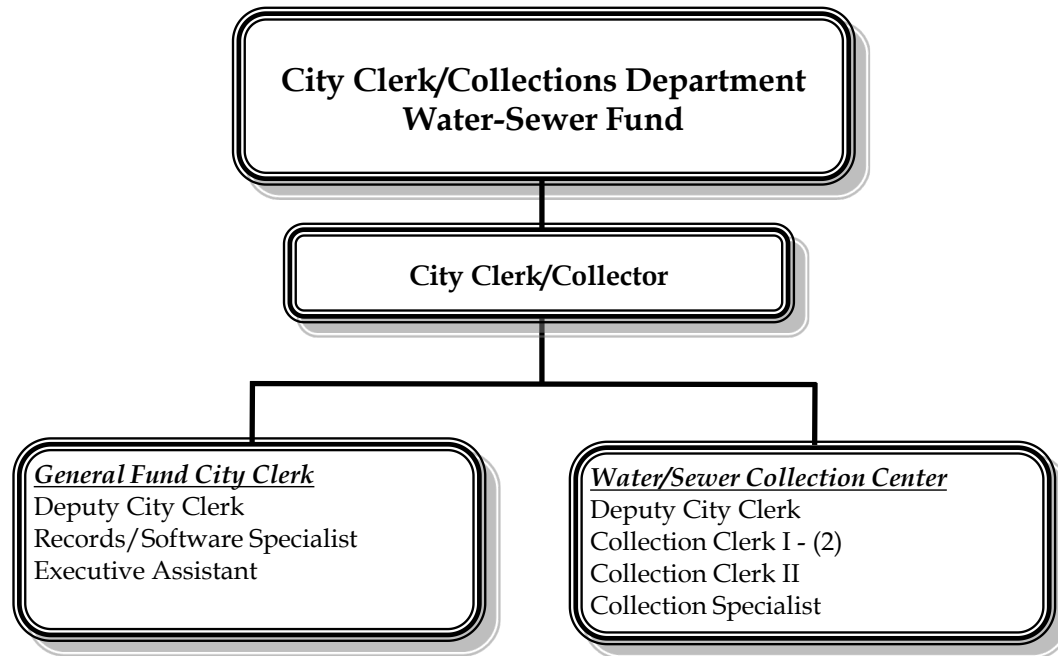 City Clerk/Collections Department
Water-Sewer Fund
City Clerk/Collector
General Fund City Clerk
Deputy City Clerk
Records/Software Specialist
Executive Assistant
Water/Sewer Collection Center
Deputy City Clerk
Collection Clerk I - (2)
Collection Clerk II
Collection Specialist